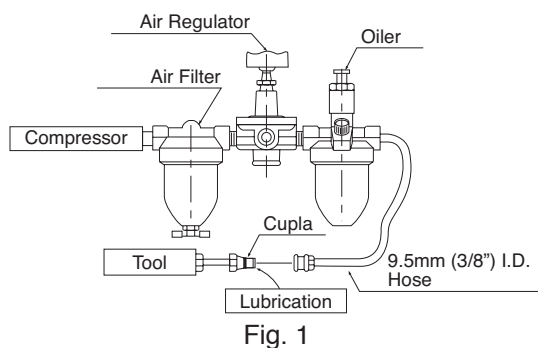 Air Regulator
Oiler
Air Filter
Compressor
Cupla
Tool
9.5mm (3/8”) I.D.
Hose
Lubrication
Fig. 1